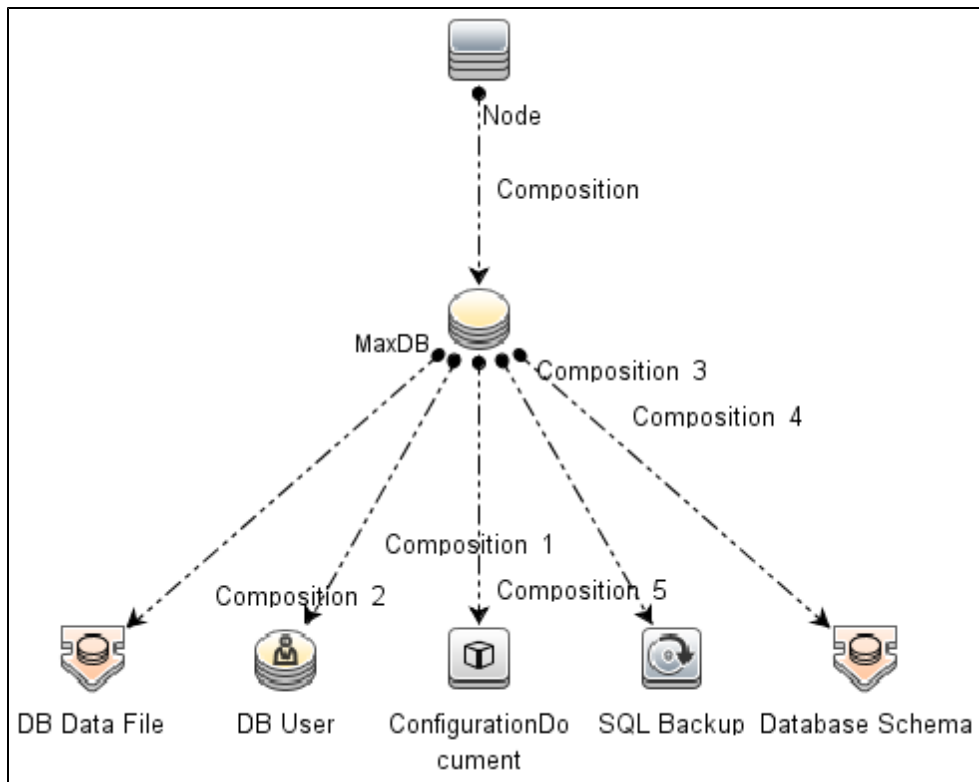 Node
Composition
MaxDB
Composition 3
Composition 4
Composition 1
Composition 2
Composition 5
DB Data File
DB User
ConfigurationDo
cument
SQL Backup
Database Schema